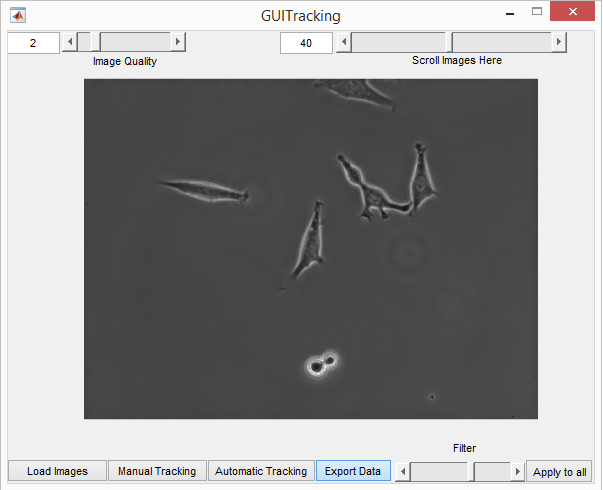 GUITracking
2
40
Image Quality
Scroll Images Here
Filter
Load Images
Manual Tracking
Automatic Tracking
Export Data
Apply to all